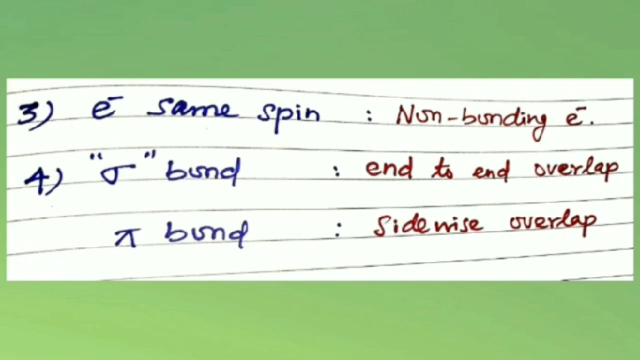 3) e⁻ same spin : Non-bonding e⁻.
4) "σ" bond : end to end overlap
π bond : Sidewise overlap